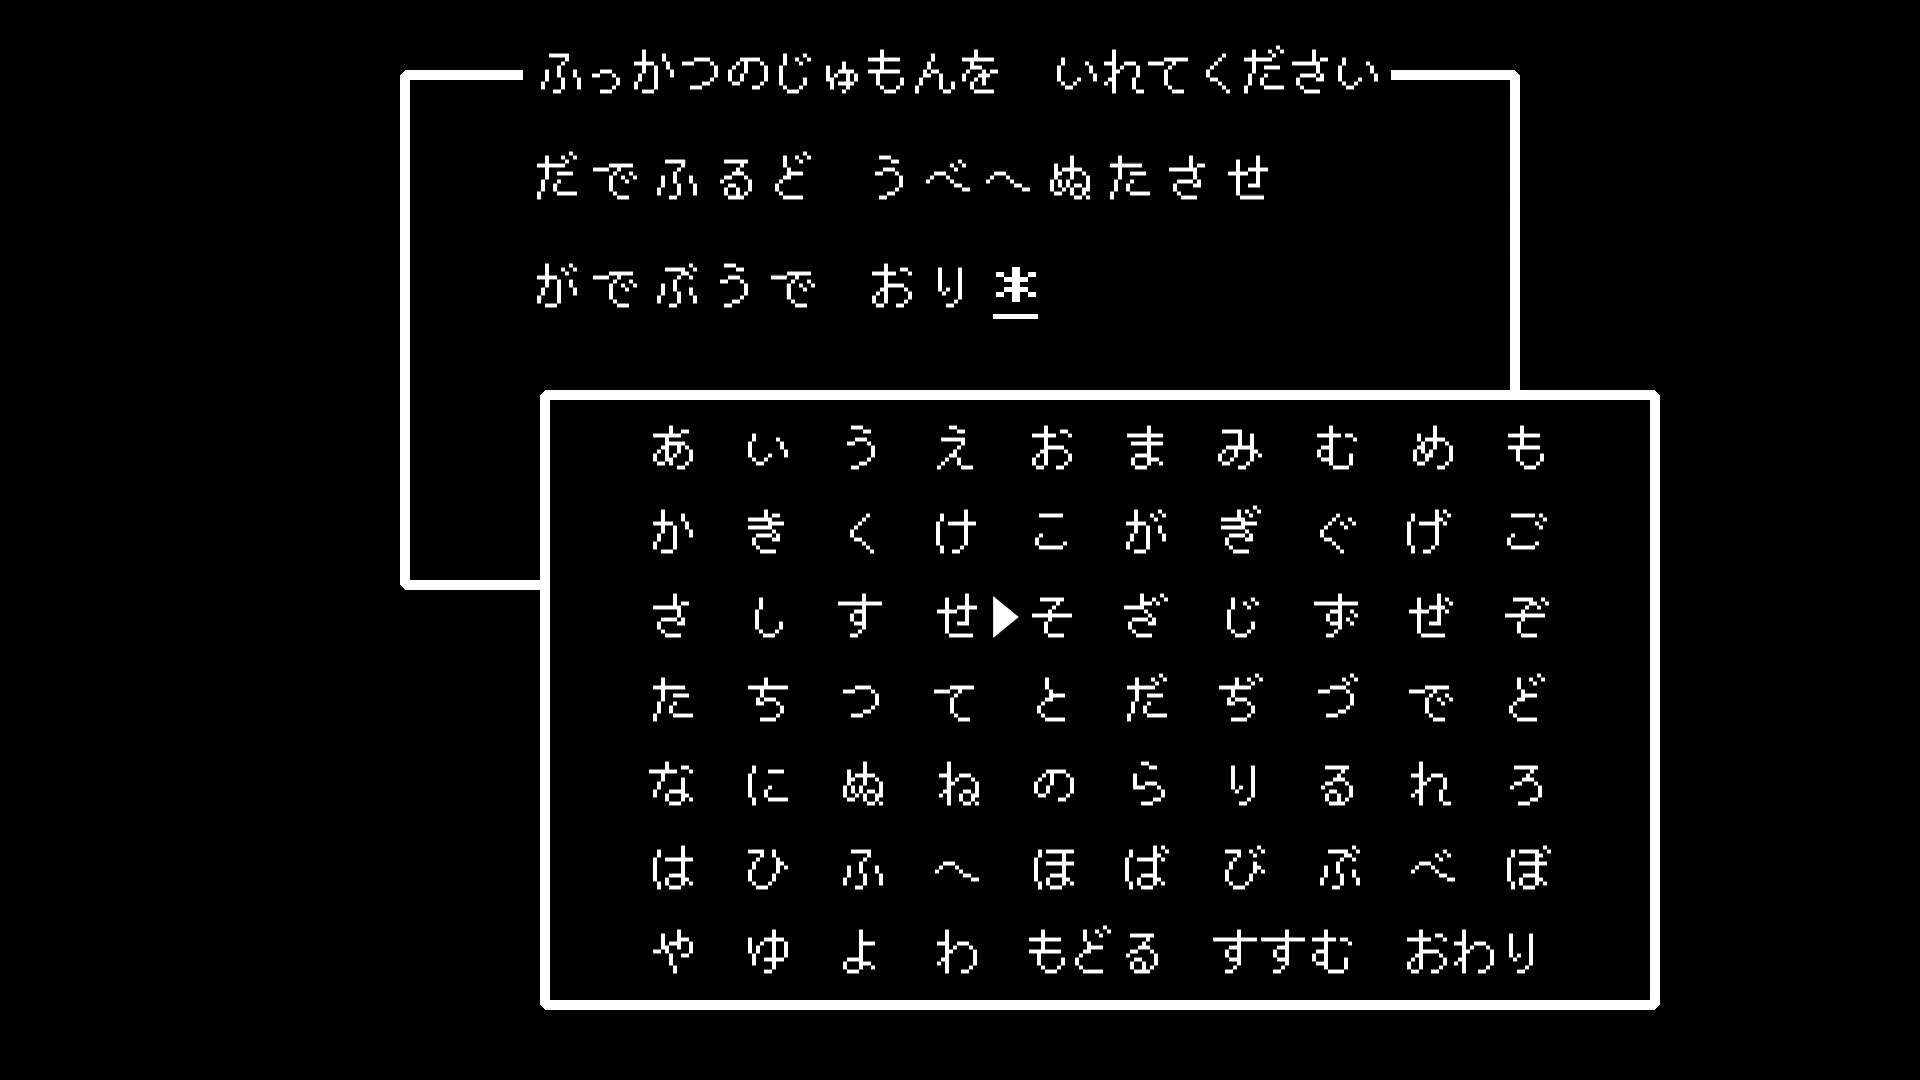 ふっかつのじゅもんを　いれてください
だでふるど　うべへぬたさせ
がでぶうで　おり*
あ い う え お ま み む め も
か き く け こ が ぎ ぐ げ ご
さ し す せ ▶そ ざ じ ず ぜ ぞ
た ち つ て と だ ぢ づ で ど
な に ぬ ね の ら り る れ ろ
は ひ ふ へ ほ ば び ぶ べ ぼ
や ゆ よ わ もどる すすむ おわり